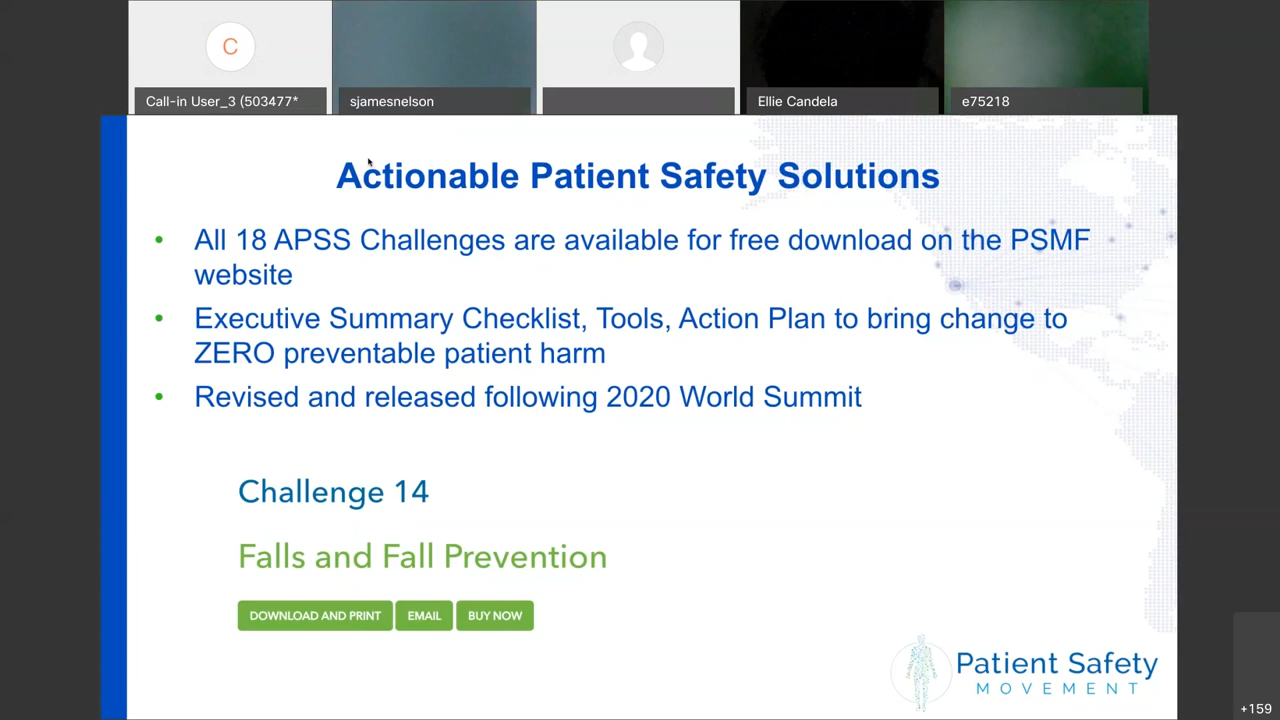 C
Call-in User_3 (503477*
sjamesnelson
Ellie Candela
e75218
Actionable Patient Safety Solutions
• All 18 APSS Challenges are available for free download on the PSMF
website
• Executive Summary Checklist, Tools, Action Plan to bring change to
ZERO preventable patient harm
• Revised and released following 2020 World Summit
Challenge 14
Falls and Fall Prevention
DOWNLOAD AND PRINT EMAIL BUY NOW
Patient Safety
MOVEMENT
+159